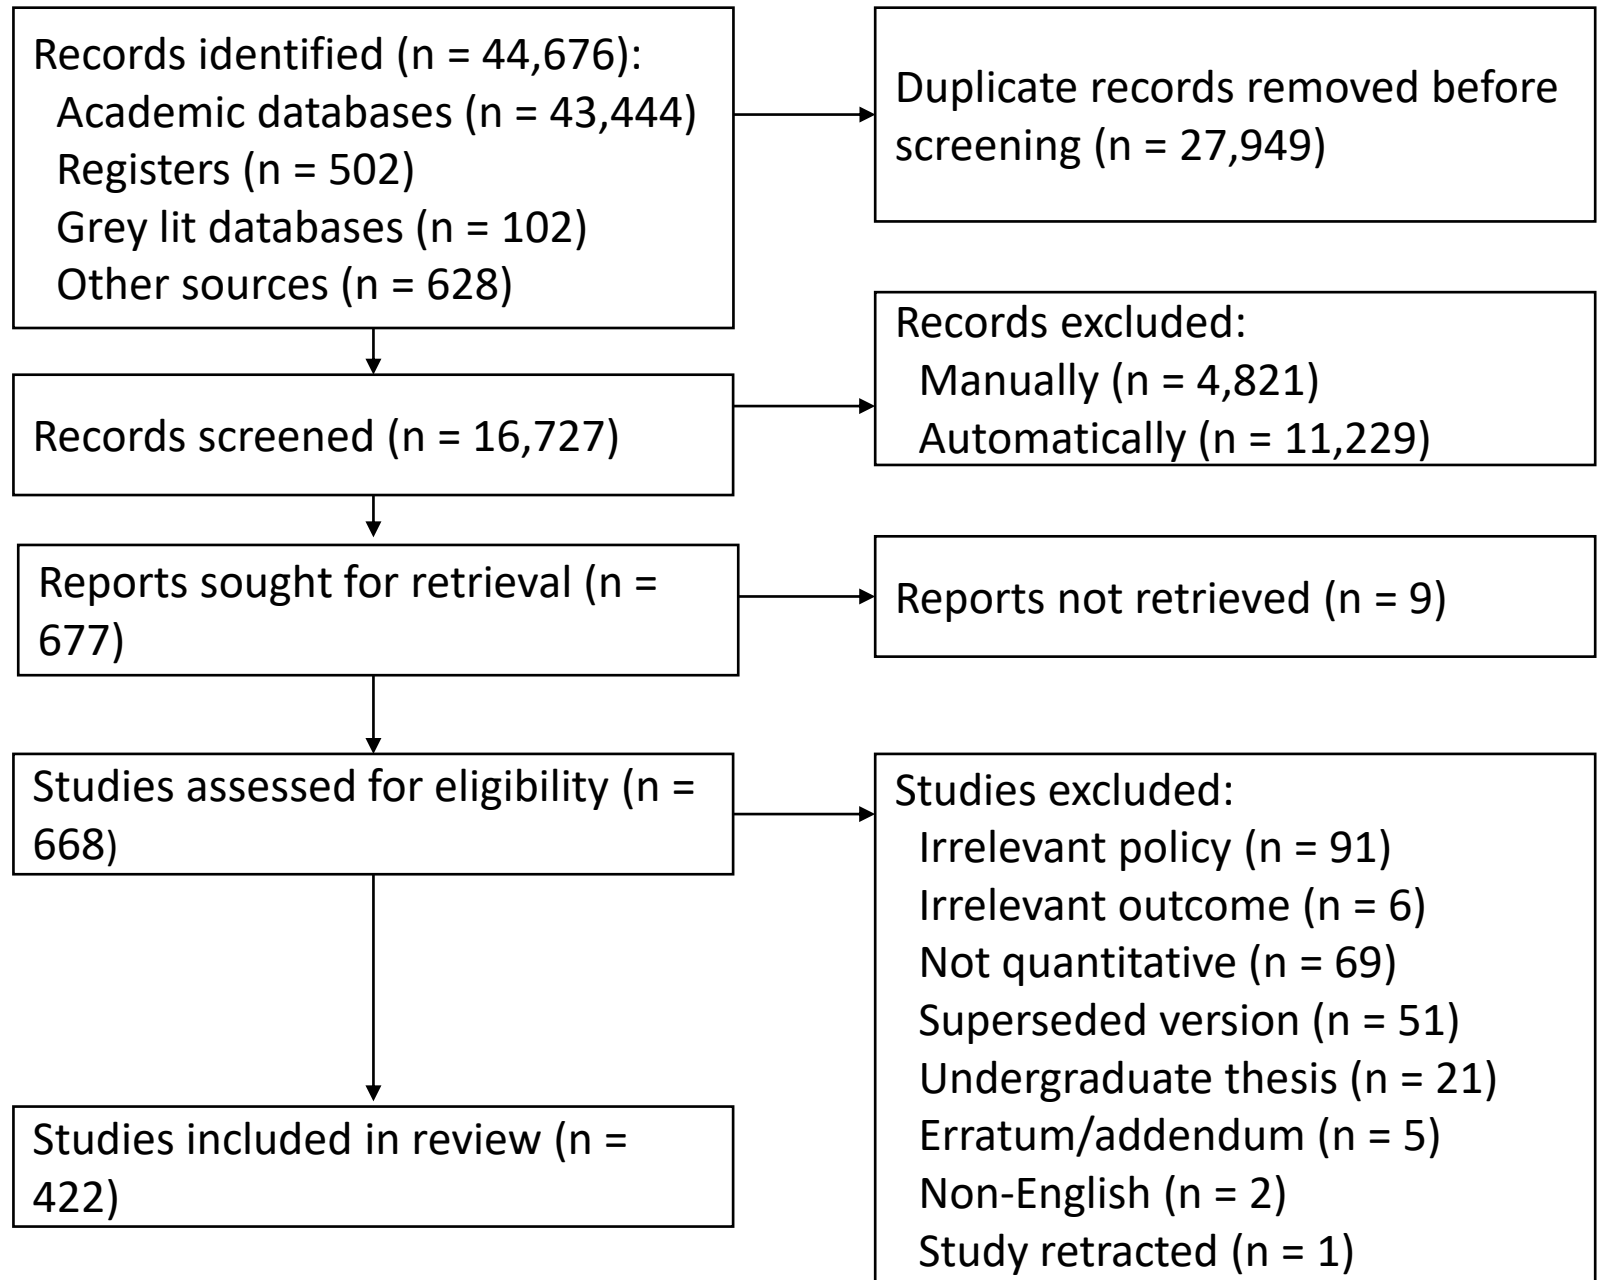 Records identified (n = 44,676):
Academic databases (n = 43,444)
Registers (n = 502)
Grey lit databases (n = 102)
Other sources (n = 628)
Duplicate records removed before
screening (n = 27,949)
Records screened (n = 16,727)
Records excluded:
Manually (n = 4,821)
Automatically (n = 11,229)
Reports sought for retrieval (n =
677)
Reports not retrieved (n = 9)
Studies assessed for eligibility (n =
668)
Studies excluded:
Irrelevant policy (n = 91)
Irrelevant outcome (n = 6)
Not quantitative (n = 69)
Superseded version (n = 51)
Undergraduate thesis (n = 21)
Erratum/addendum (n = 5)
Non-English (n = 2)
Study retracted (n = 1)
Studies included in review (n =
422)